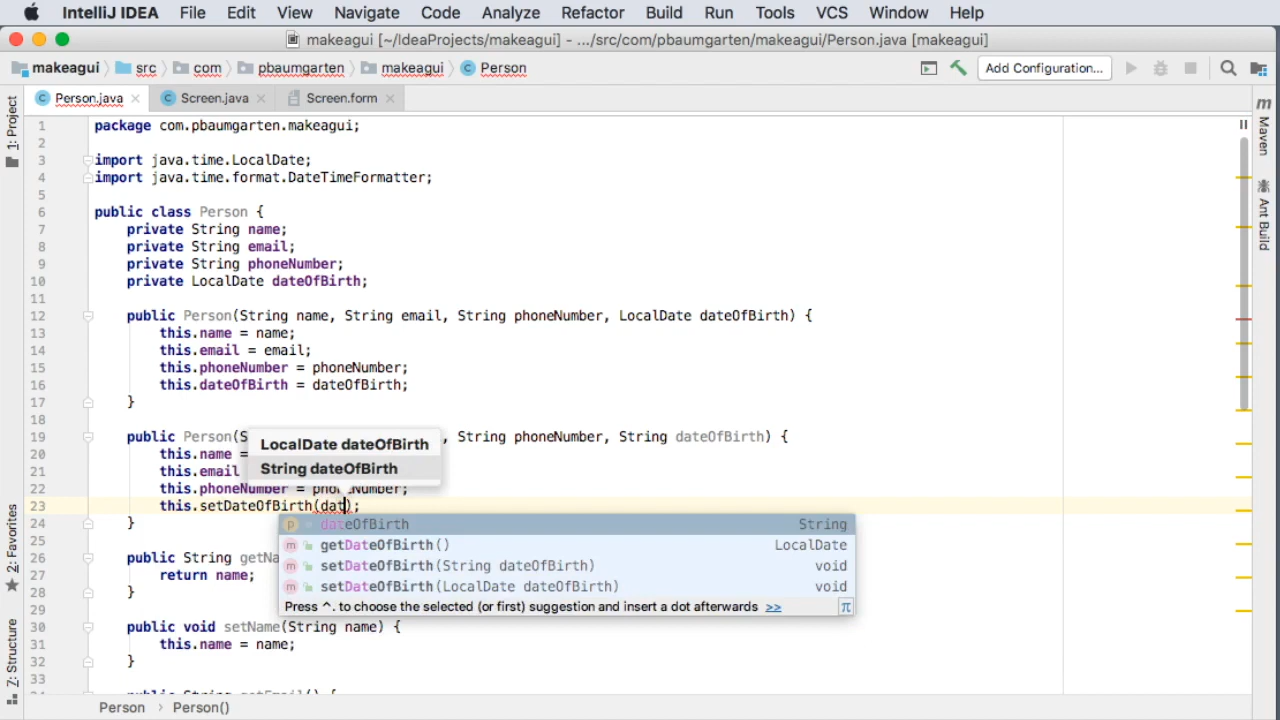 IntelliJ IDEA File Edit View Navigate Code Analyze Refactor Build Run Tools VCS Window Help
makeagui [~/IdeaProjects/makeagui] - .../src/com/pbaumgarten/makeagui/Person.java [makeagui]
makeagui src com pbaumgarten makeagui Person Add Configuration...
Person.java Screen.java Screen.form
1: Project
2: Favorites
Z: Structure
Maven
Ant Build
1 package com.pbaumgarten.makeagui;
2
3 import java.time.LocalDate;
4 import java.time.format.DateTimeFormatter;
5
6 public class Person {
7 private String name;
8 private String email;
9 private String phoneNumber;
10 private LocalDate dateOfBirth;
11
12 public Person(String name, String email, String phoneNumber, LocalDate dateOfBirth) {
13 this.name = name;
14 this.email = email;
15 this.phoneNumber = phoneNumber;
16 this.dateOfBirth = dateOfBirth;
17 }
18
19 public Person(S , String phoneNumber, String dateOfBirth) {
LocalDate dateOfBirth
20 this.name =
String dateOfBirth
21 this.email
22 this.phoneNumber = phoneNumber;
23 this.setDateOfBirth(dat);
24 }
dateOfBirth String
25
getDateOfBirth() LocalDate
26 public String getNa
setDateOfBirth(String dateOfBirth) void
27 return name;
setDateOfBirth(LocalDate dateOfBirth) void
28 }
Press ^. to choose the selected (or first) suggestion and insert a dot afterwards >> π
29
30 public void setName(String name) {
31 this.name = name;
32 }
33
public String getEmail() {
Person Person()